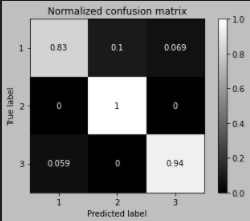 Normalized confusion matrix
1.0
1 0.83 0.1 0.069
0.8
0.6
True label
2 0 1 0
0.4
0.2
3 0.059 0 0.94
0.0
1 2 3
Predicted label